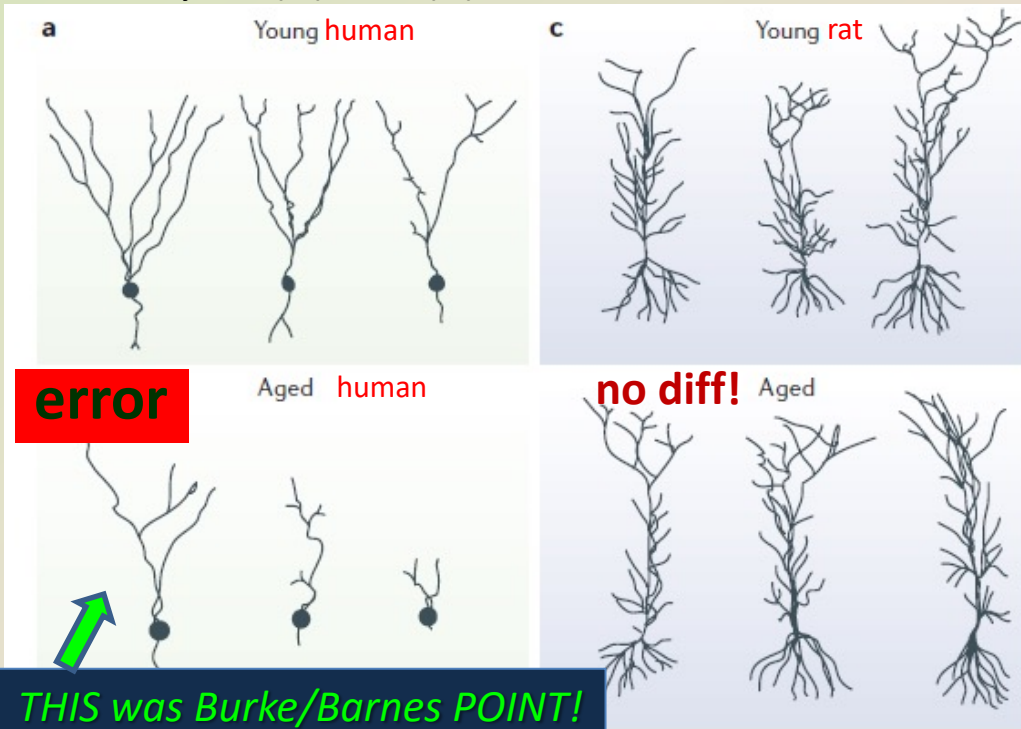 a Young human
c Young rat
error
Aged human
no diff! Aged
THIS was Burke/Barnes POINT!